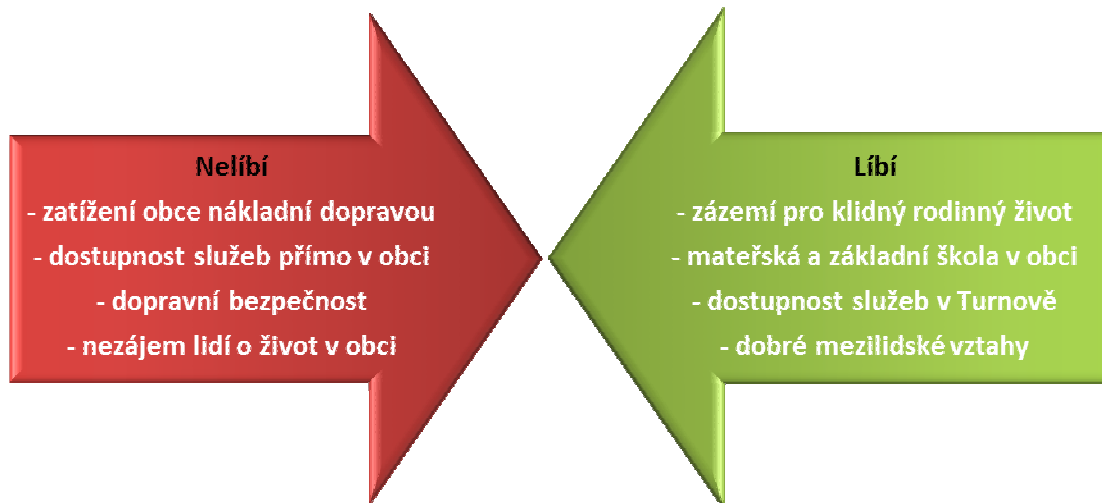 Nelíbí
- zatížení obce nákladní dopravou
- dostupnost služeb přímo v obci
- dopravní bezpečnost
- nezájem lidí o život v obci
Líbí
- zázemí pro klidný rodinný život
- mateřská a základní škola v obci
- dostupnost služeb v Turnově
- dobré mezilidské vztahy